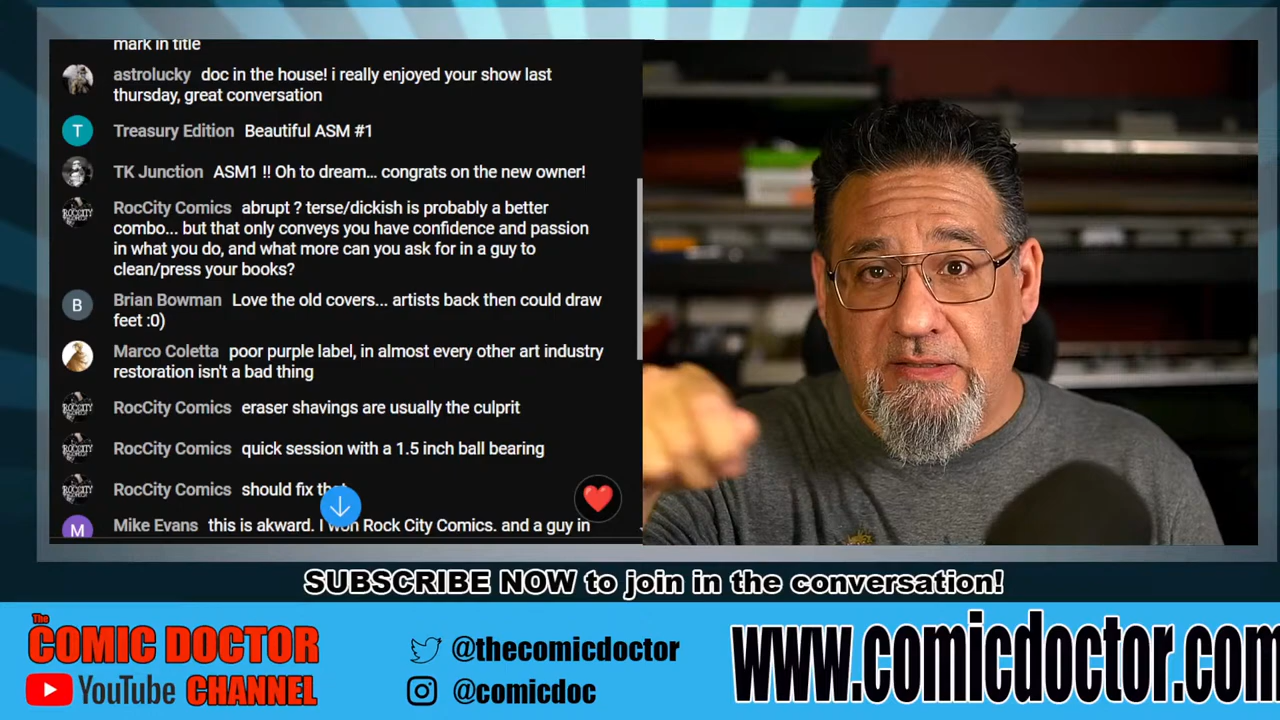 mark in title
astrolucky doc in the house! i really enjoyed your show last
thursday, great conversation
T Treasury Edition Beautiful ASM #1
TK Junction ASM1 !! Oh to dream... congrats on the new owner!
RocCity Comics abrupt ? terse/dickish is probably a better
combo... but that only conveys you have confidence and passion
in what you do, and what more can you ask for in a guy to
clean/press your books?
B Brian Bowman Love the old covers... artists back then could draw
feet :0)
Marco Coletta poor purple label, in almost every other art industry
restoration isn't a bad thing
RocCity Comics eraser shavings are usually the culprit
RocCity Comics quick session with a 1.5 inch ball bearing
RocCity Comics should fix that
M Mike Evans this is akward. I won Rock City Comics. and a guy in
SUBSCRIBE NOW to join in the conversation!
The
COMIC DOCTOR
YouTube CHANNEL
@thecomicdoctor
@comicdoc
www.comicdoctor.com